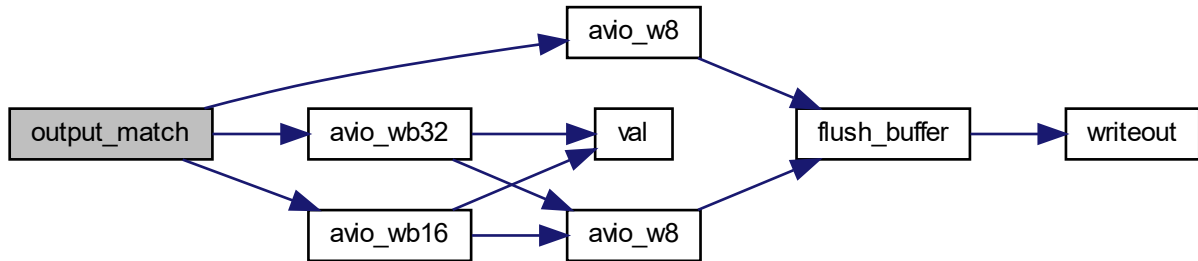 avio_w8
output_match
avio_wb32
val
flush_buffer
writeout
avio_wb16
avio_w8